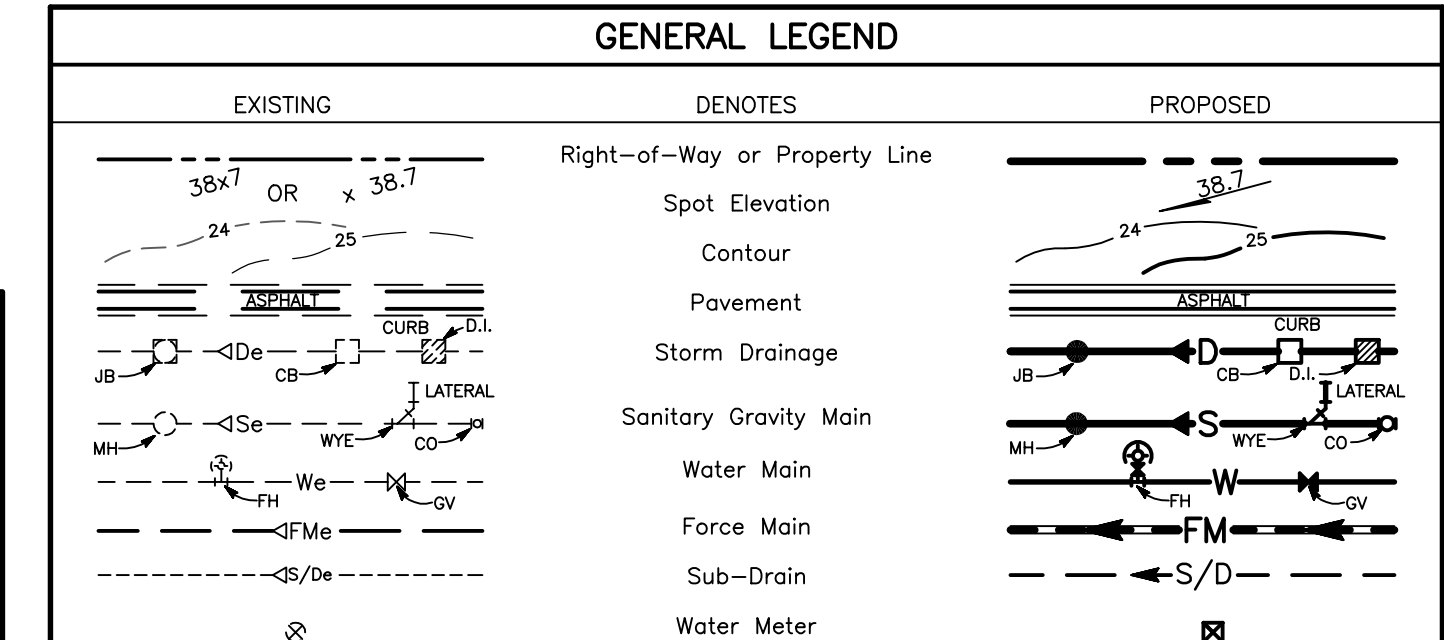 GENERAL LEGEND
EXISTING DENOTES PROPOSED
Right-of-Way or Property Line
38x7 OR x 38.7 Spot Elevation 38.7
24 25 Contour 24 25
ASPHALT Pavement ASPHALT
CURB D.I. CURB
De Storm Drainage D
JB CB JB CB D.I.
LATERAL LATERAL
Se Sanitary Gravity Main S
MH WYE CO MH WYE CO
Water Main
We W
FH GV FH GV
FMe Force Main FM
S/De Sub-Drain S/D
Water Meter